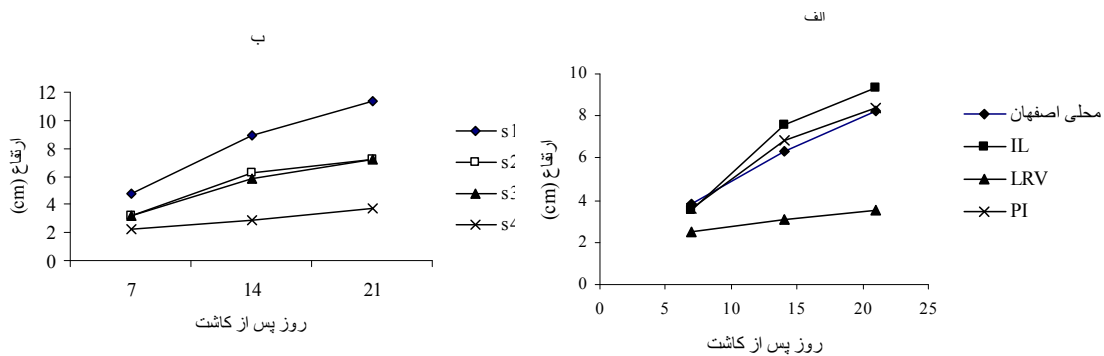 الف
10
8
6
4
2
0
ارتفاع (cm)
0 5 10 15 20 25
روز پس از کاشت
محلی اصفهان
IL
LRV
PI
ب
12
10
8
6
4
2
0
ارتفاع (cm)
7 14 21
روز پس از کاشت
s1
s2
s3
s4